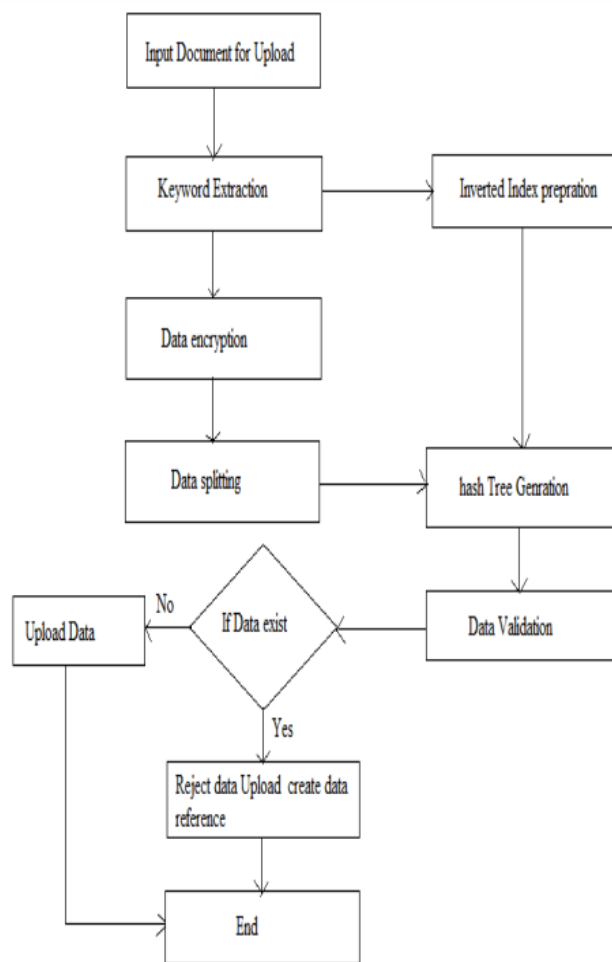 Input Document for Upload
Keyword Extraction
Inverted Index prepration
Data encryption
Data splitting
hash Tree Genration
No
If Data exist
Upload Data
Data Validation
Yes
Reject data Upload create data
reference
End